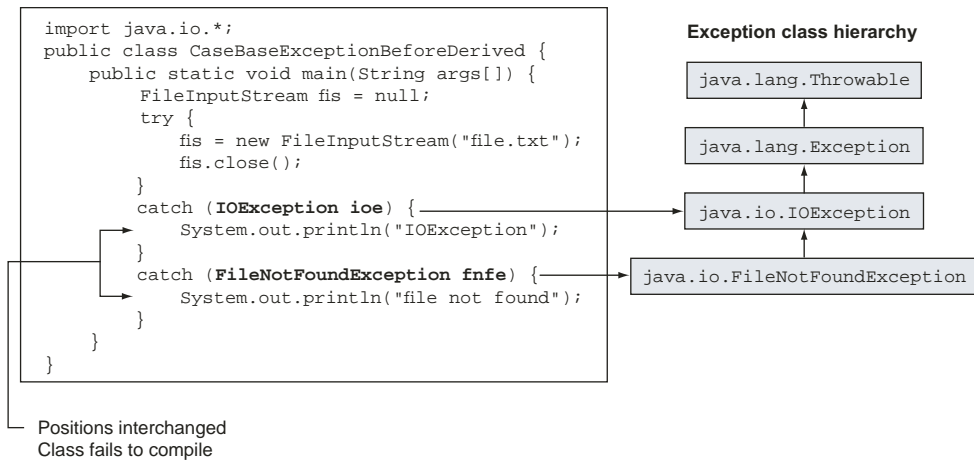 import java.io.*;
public class CaseBaseExceptionBeforeDerived {
public static void main(String args[]) {
FileInputStream fis = null;
try {
fis = new FileInputStream("file.txt");
fis.close();
}
catch (IOException ioe) {
System.out.println("IOException");
}
catch (FileNotFoundException fnfe) {
System.out.println("file not found");
}
}
}
Positions interchanged
Class fails to compile
Exception class hierarchy
java.lang.Throwable
java.lang.Exception
java.io.IOException
java.io.FileNotFoundException